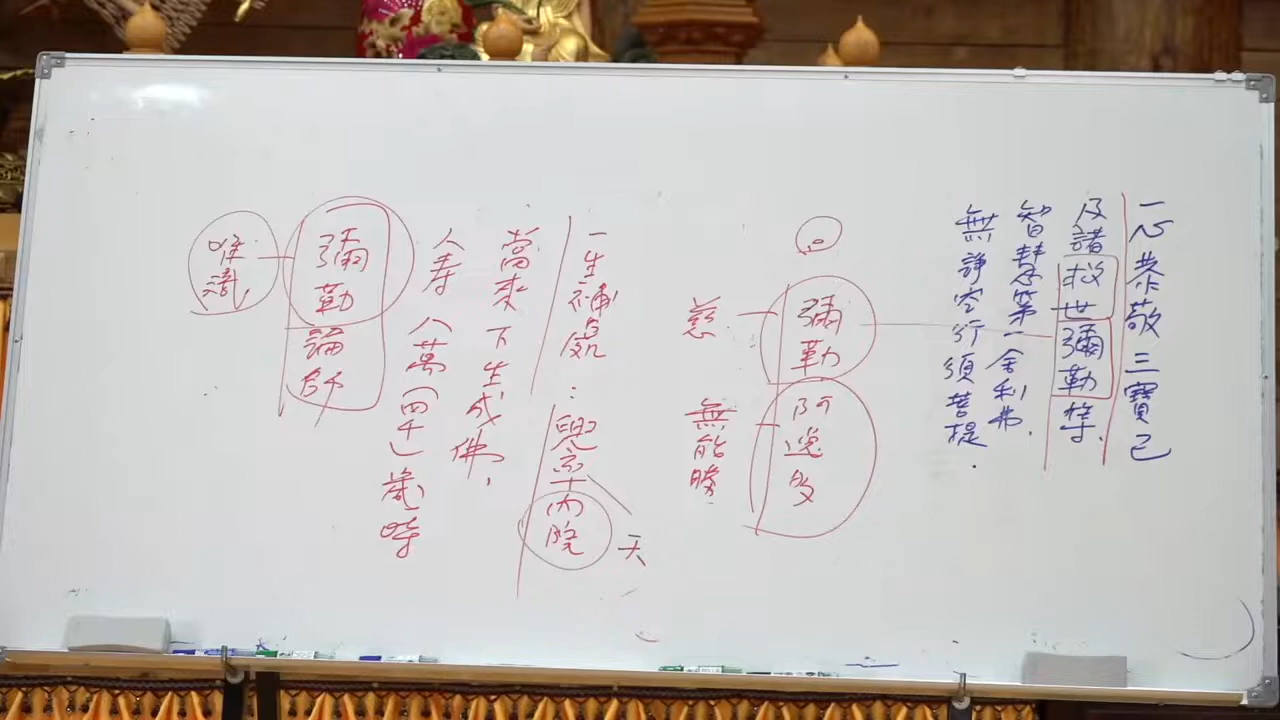 一心恭敬三寶已
及諸救世彌勒等、
智慧第一舍利弗、
無諍空行須菩提.
彌勒
阿逸多
慈
無能勝
一生補處:兜率內院
天
當來下生成佛,
人寿八萬(四千)歲時
彌勒論師
唯識